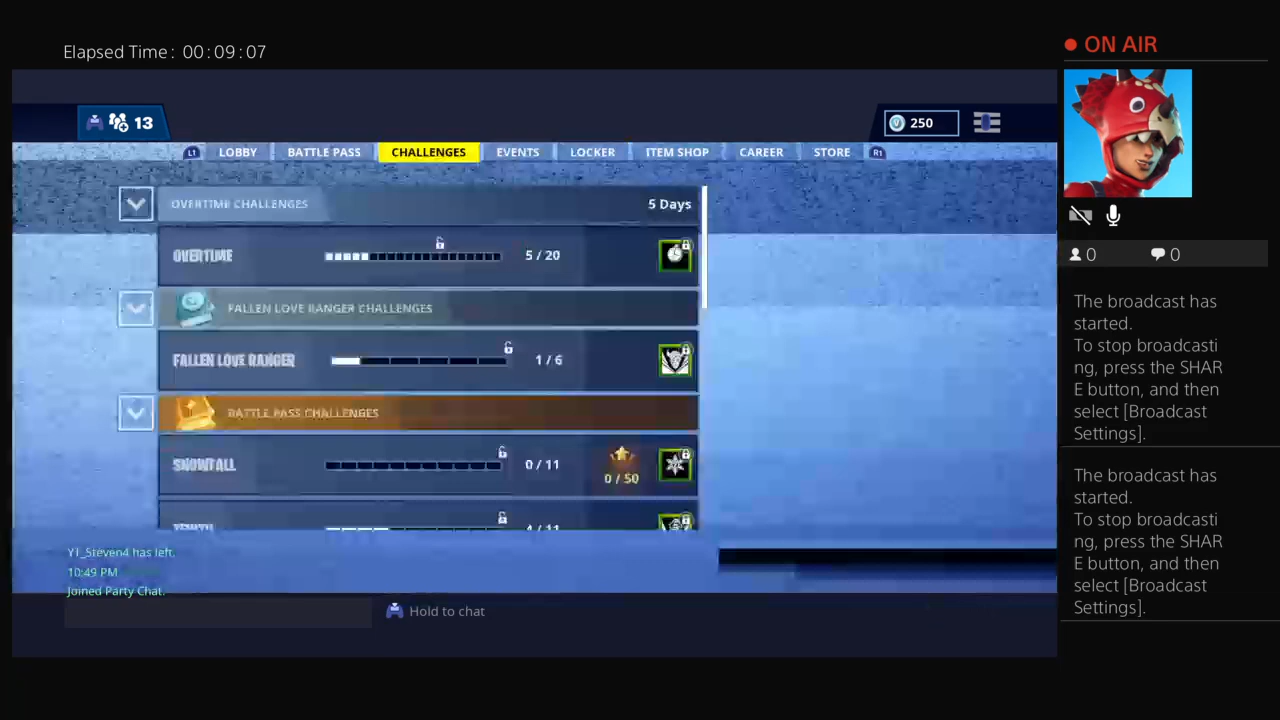 Elapsed Time: 00:09:07
ON AIR
13
250
L1 LOBBY BATTLE PASS CHALLENGES EVENTS LOCKER ITEM SHOP CAREER STORE R1
OVERTIME CHALLENGES 5 Days
OVERTIME 5 / 20
FALLEN LOVE RANGER CHALLENGES
FALLEN LOVE RANGER 1 / 6
BATTLE PASS CHALLENGES
SNOWFALL 0 / 11 0 / 50
4 / 11
YT_Steven4 has left.
10:49 PM
Joined Party Chat.
Hold to chat
0 0
The broadcast has
started.
To stop broadcasti
ng, press the SHAR
E button, and then
select [Broadcast
Settings].
The broadcast has
started.
To stop broadcasti
ng, press the SHAR
E button, and then
select [Broadcast
Settings].